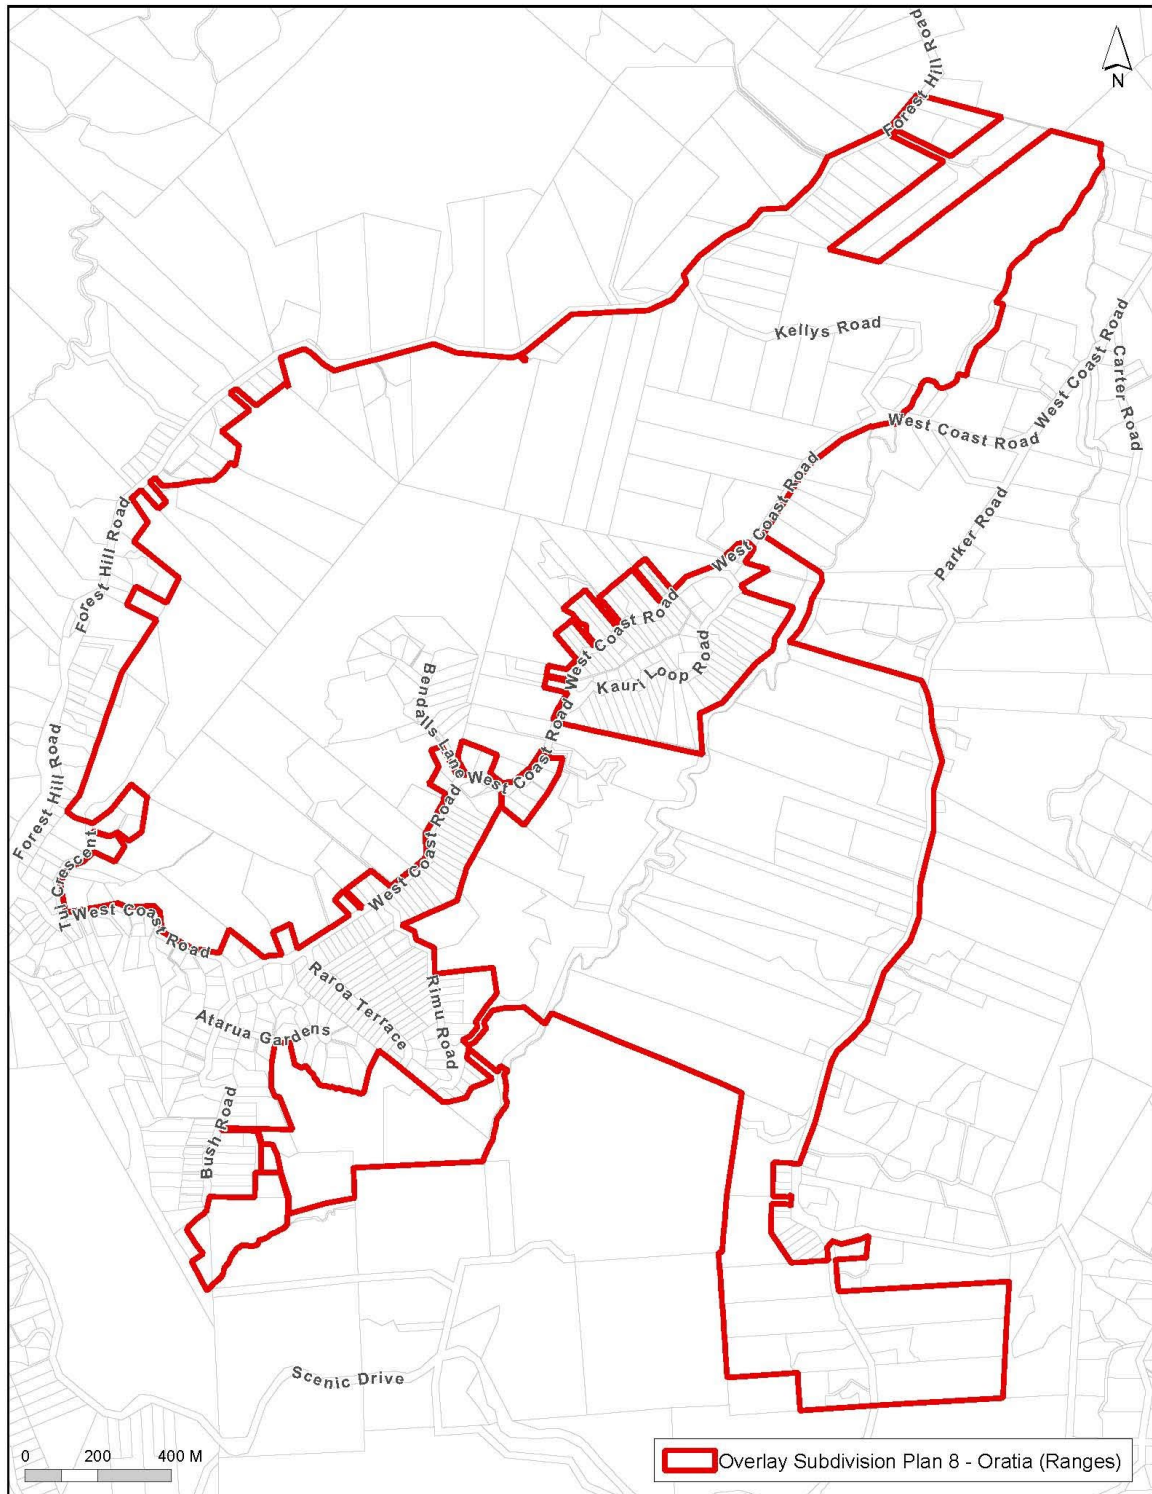 Forest Hill Road
N
Forest Hill Road
Kellys Road
West Coast Road
Carter Road
West Coast Road
West Coast Road
Parker Road
Forest Hill Road
West Coast Road
West Coast Road
Kauri Loop Road
Bendalls Lane
West Coast Road
Forest Hill Road
West Coast Road
Tui Crescent
West Coast Road
Raroa Terrace
Rimu Road
Atarua Gardens
Bush Road
Scenic Drive
0 200 400 M
Overlay Subdivision Plan 8 - Oratia (Ranges)